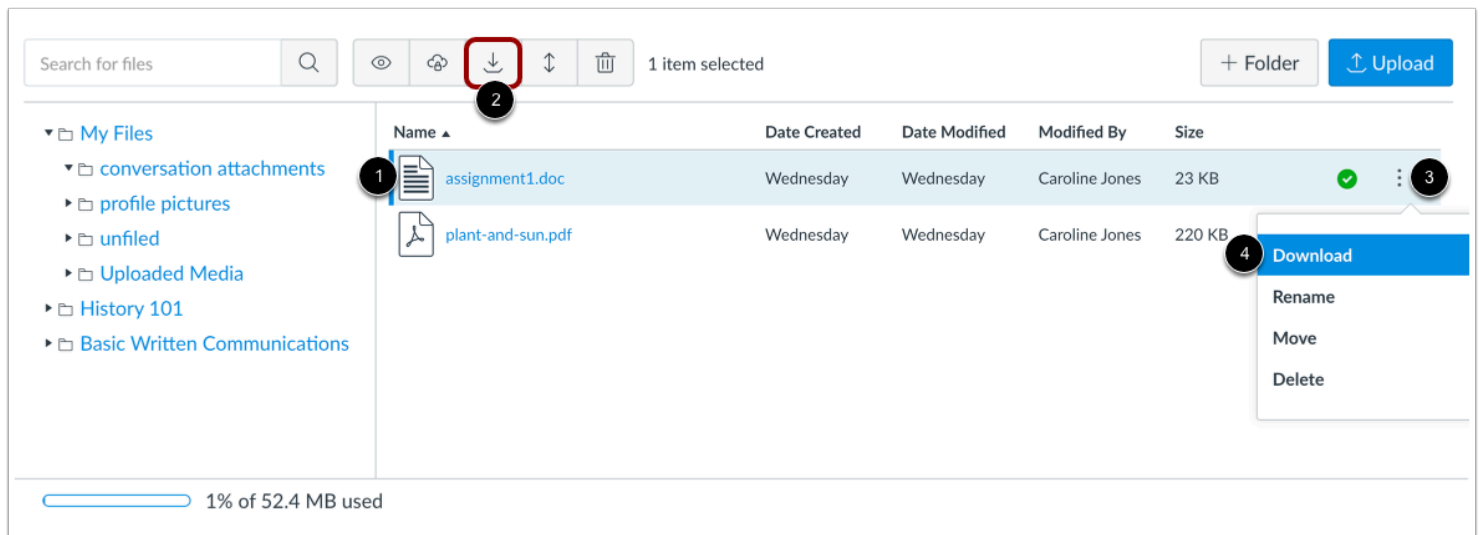 Search for files
1 item selected
+ Folder
Upload
2
My Files
conversation attachments
profile pictures
unfiled
Uploaded Media
History 101
Basic Written Communications
Name Date Created Date Modified Modified By Size
1 assignment1.doc Wednesday Wednesday Caroline Jones 23 KB 3
plant-and-sun.pdf Wednesday Wednesday Caroline Jones 220 KB
4 Download
Rename
Move
Delete
1% of 52.4 MB used